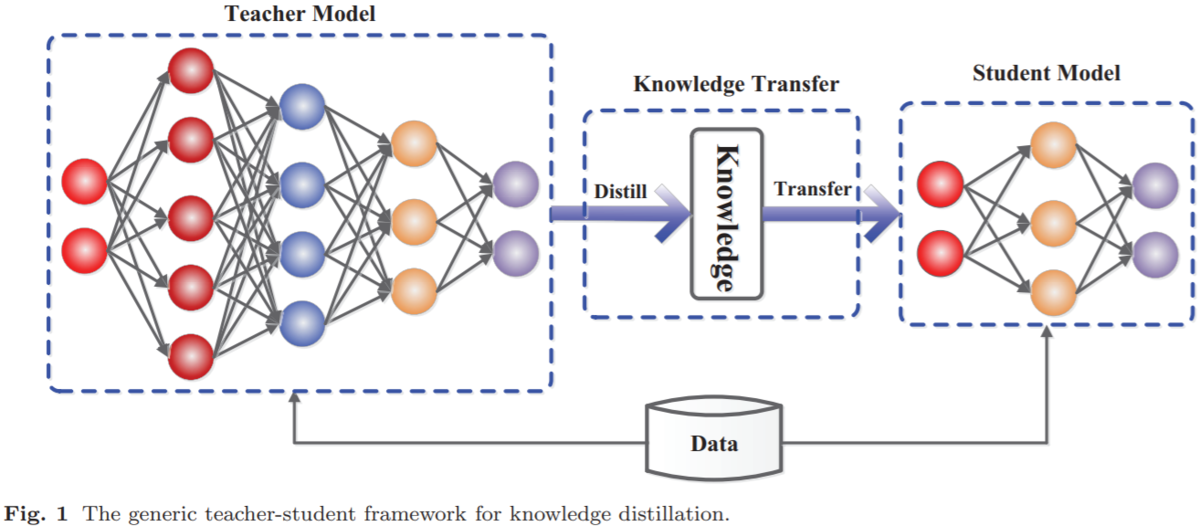 Teacher Model
Knowledge Transfer
Student Model
Distill
Knowledge
Transfer
Data
Fig. 1 The generic teacher-student framework for knowledge distillation.